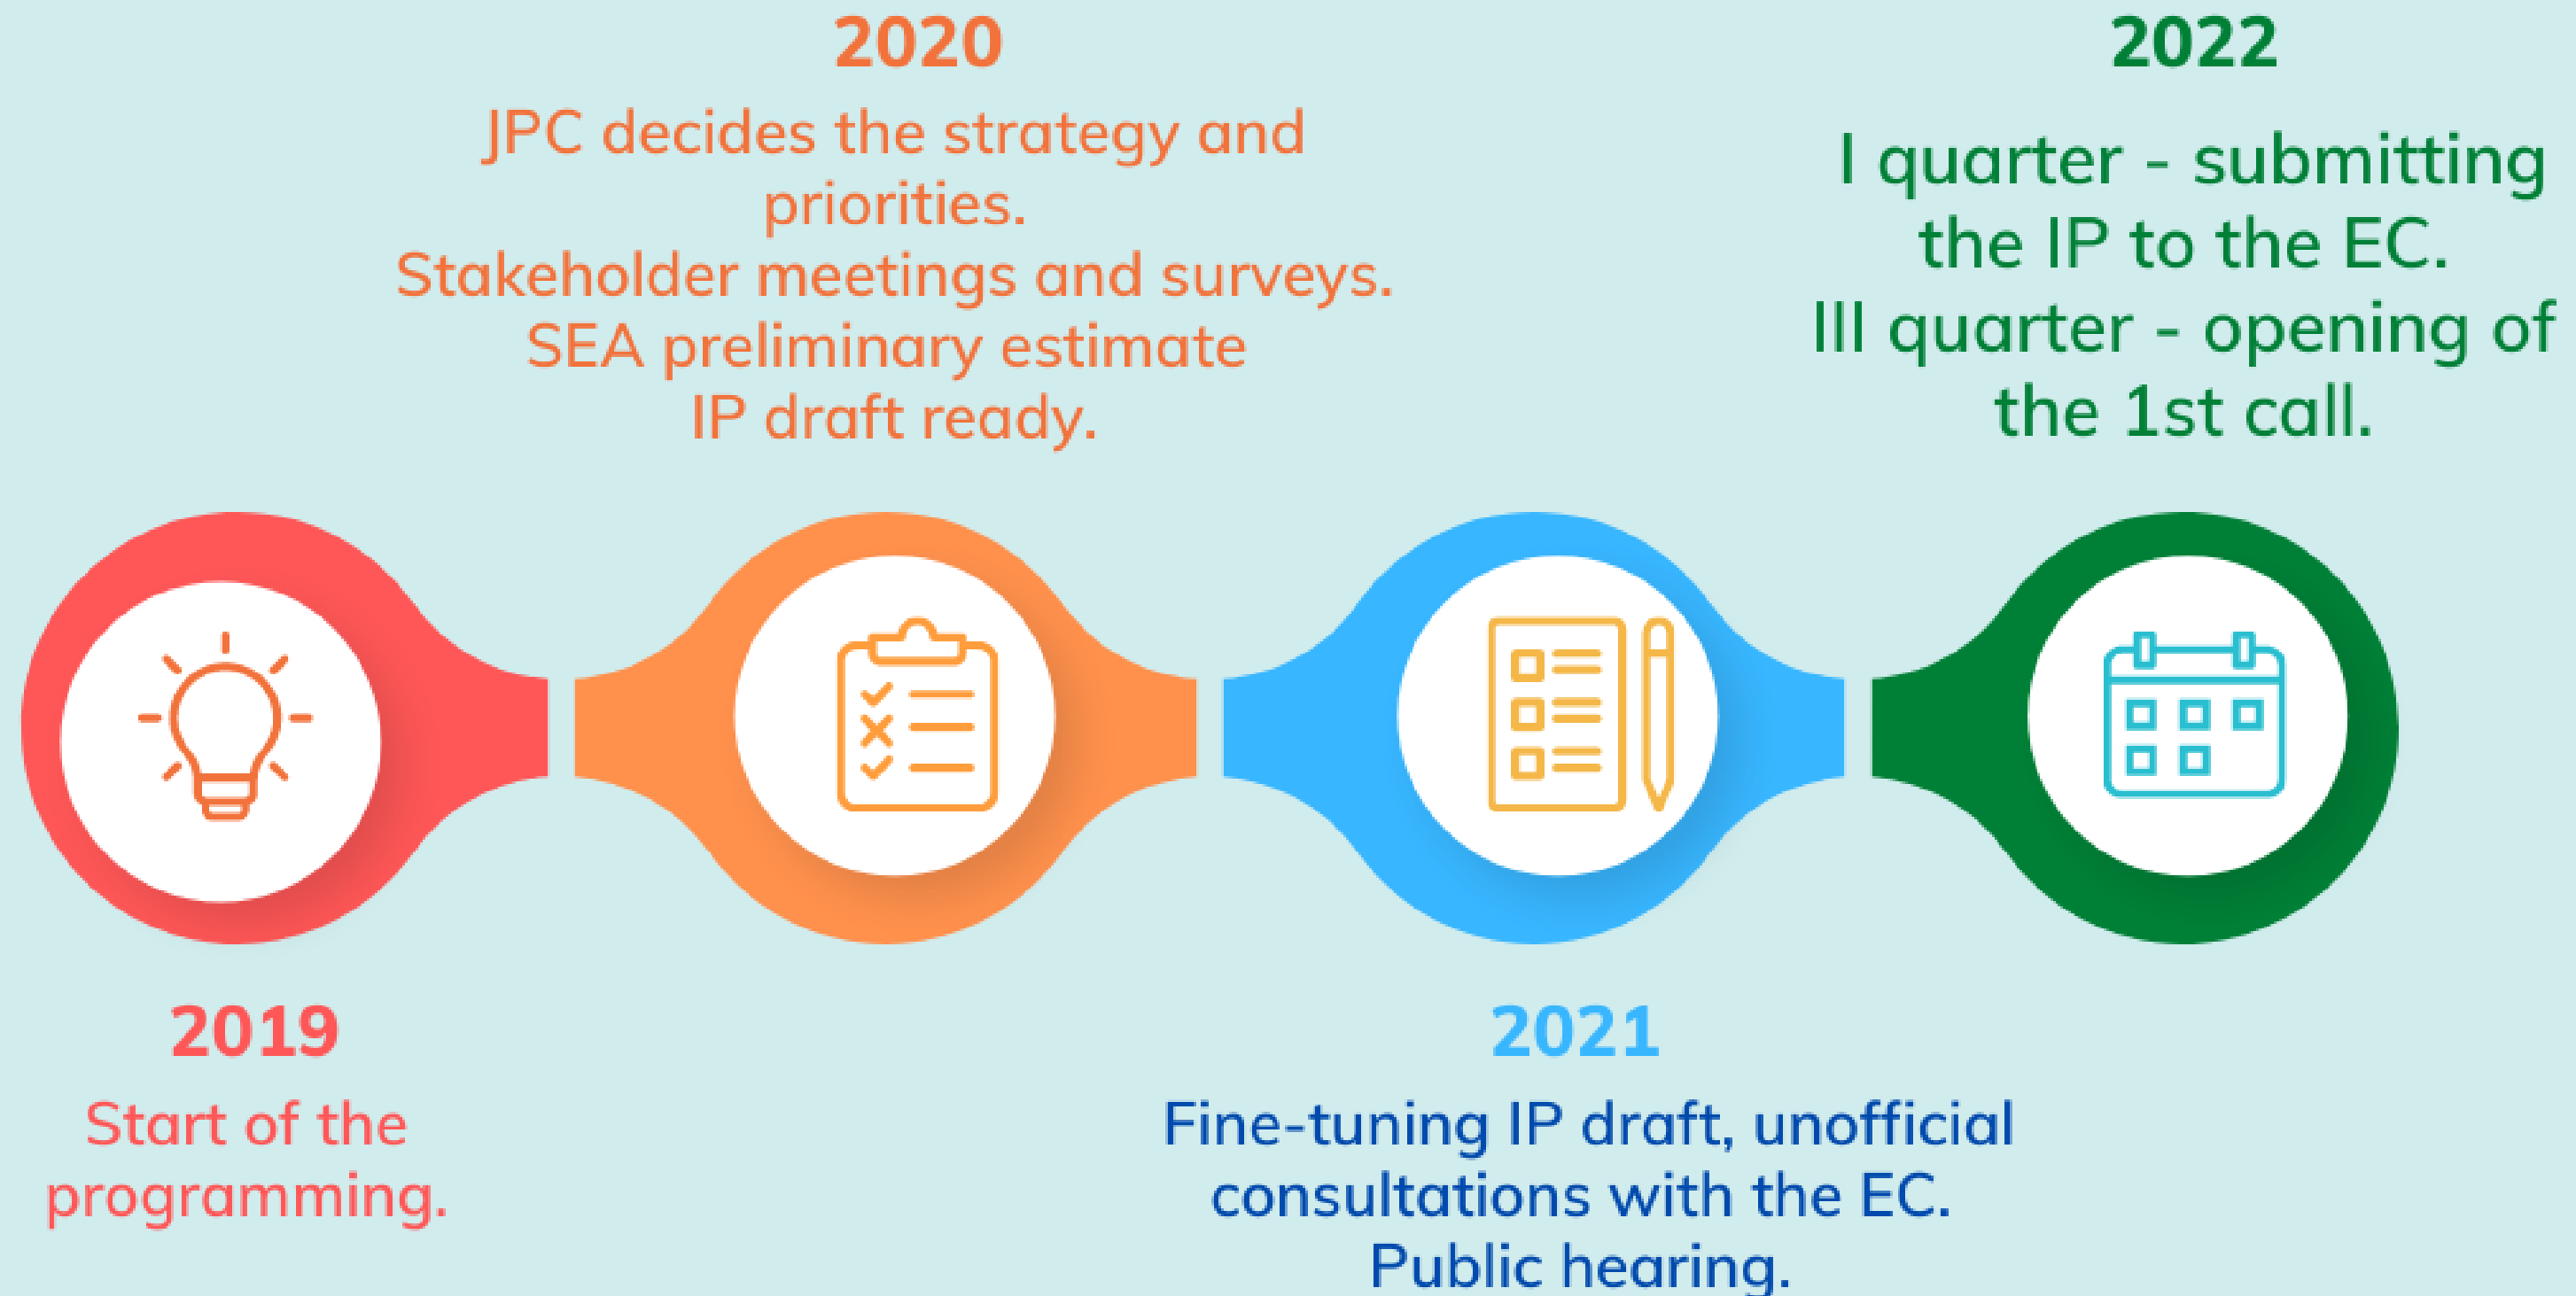 2019
Start of the
programming.
2020
JPC decides the strategy and
priorities.
Stakeholder meetings and surveys.
SEA preliminary estimate
IP draft ready.
2021
Fine-tuning IP draft, unofficial
consultations with the EC.
Public hearing.
2022
I quarter - submitting
the IP to the EC.
III quarter - opening of
the 1st call.